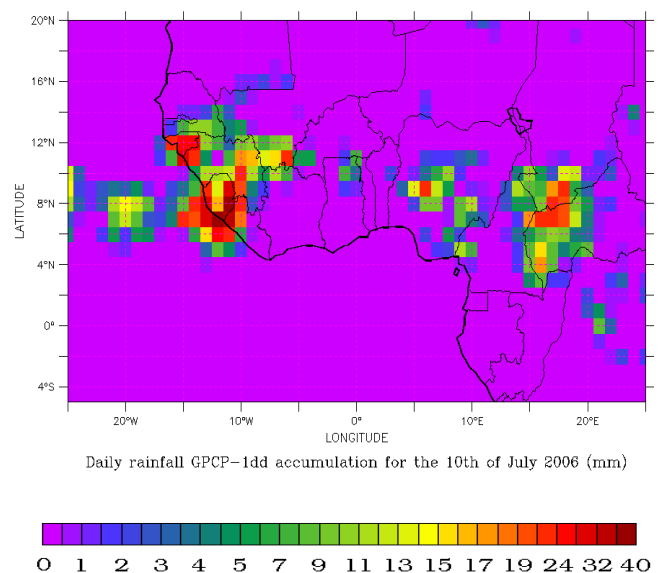 20°N
16°N
12°N
8°N
4°N
0°
4°S
LATITUDE
20°W 10°W 0° 10°E 20°E
LONGITUDE
Daily rainfall GPCP-1dd accumulation for the 10th of July 2006 (mm)
0 1 2 3 4 5 7 9 11 13 15 17 19 24 32 40